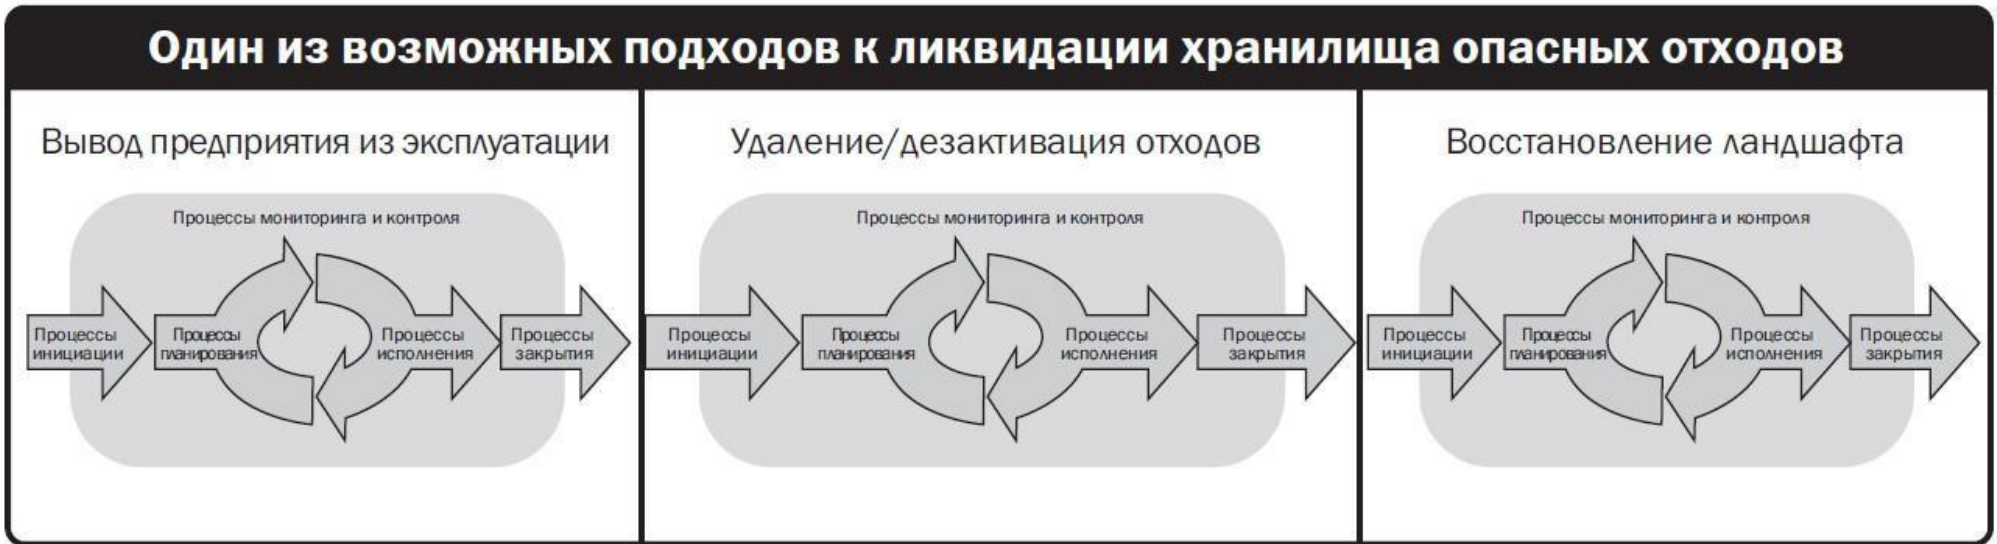 Один из возможных подходов к ликвидации хранилища опасных отходов
Вывод предприятия из эксплуатации
Процессы мониторинга и контроля
Процессы
инициации
Процессы
планирования
Процессы
исполнения
Процессы
закрытия
Удаление/дезактивация отходов
Процессы мониторинга и контроля
Процессы
инициации
Процессы
планирования
Процессы
исполнения
Процессы
закрытия
Восстановление ландшафта
Процессы мониторинга и контроля
Процессы
инициации
Процессы
планирования
Процессы
исполнения
Процессы
закрытия